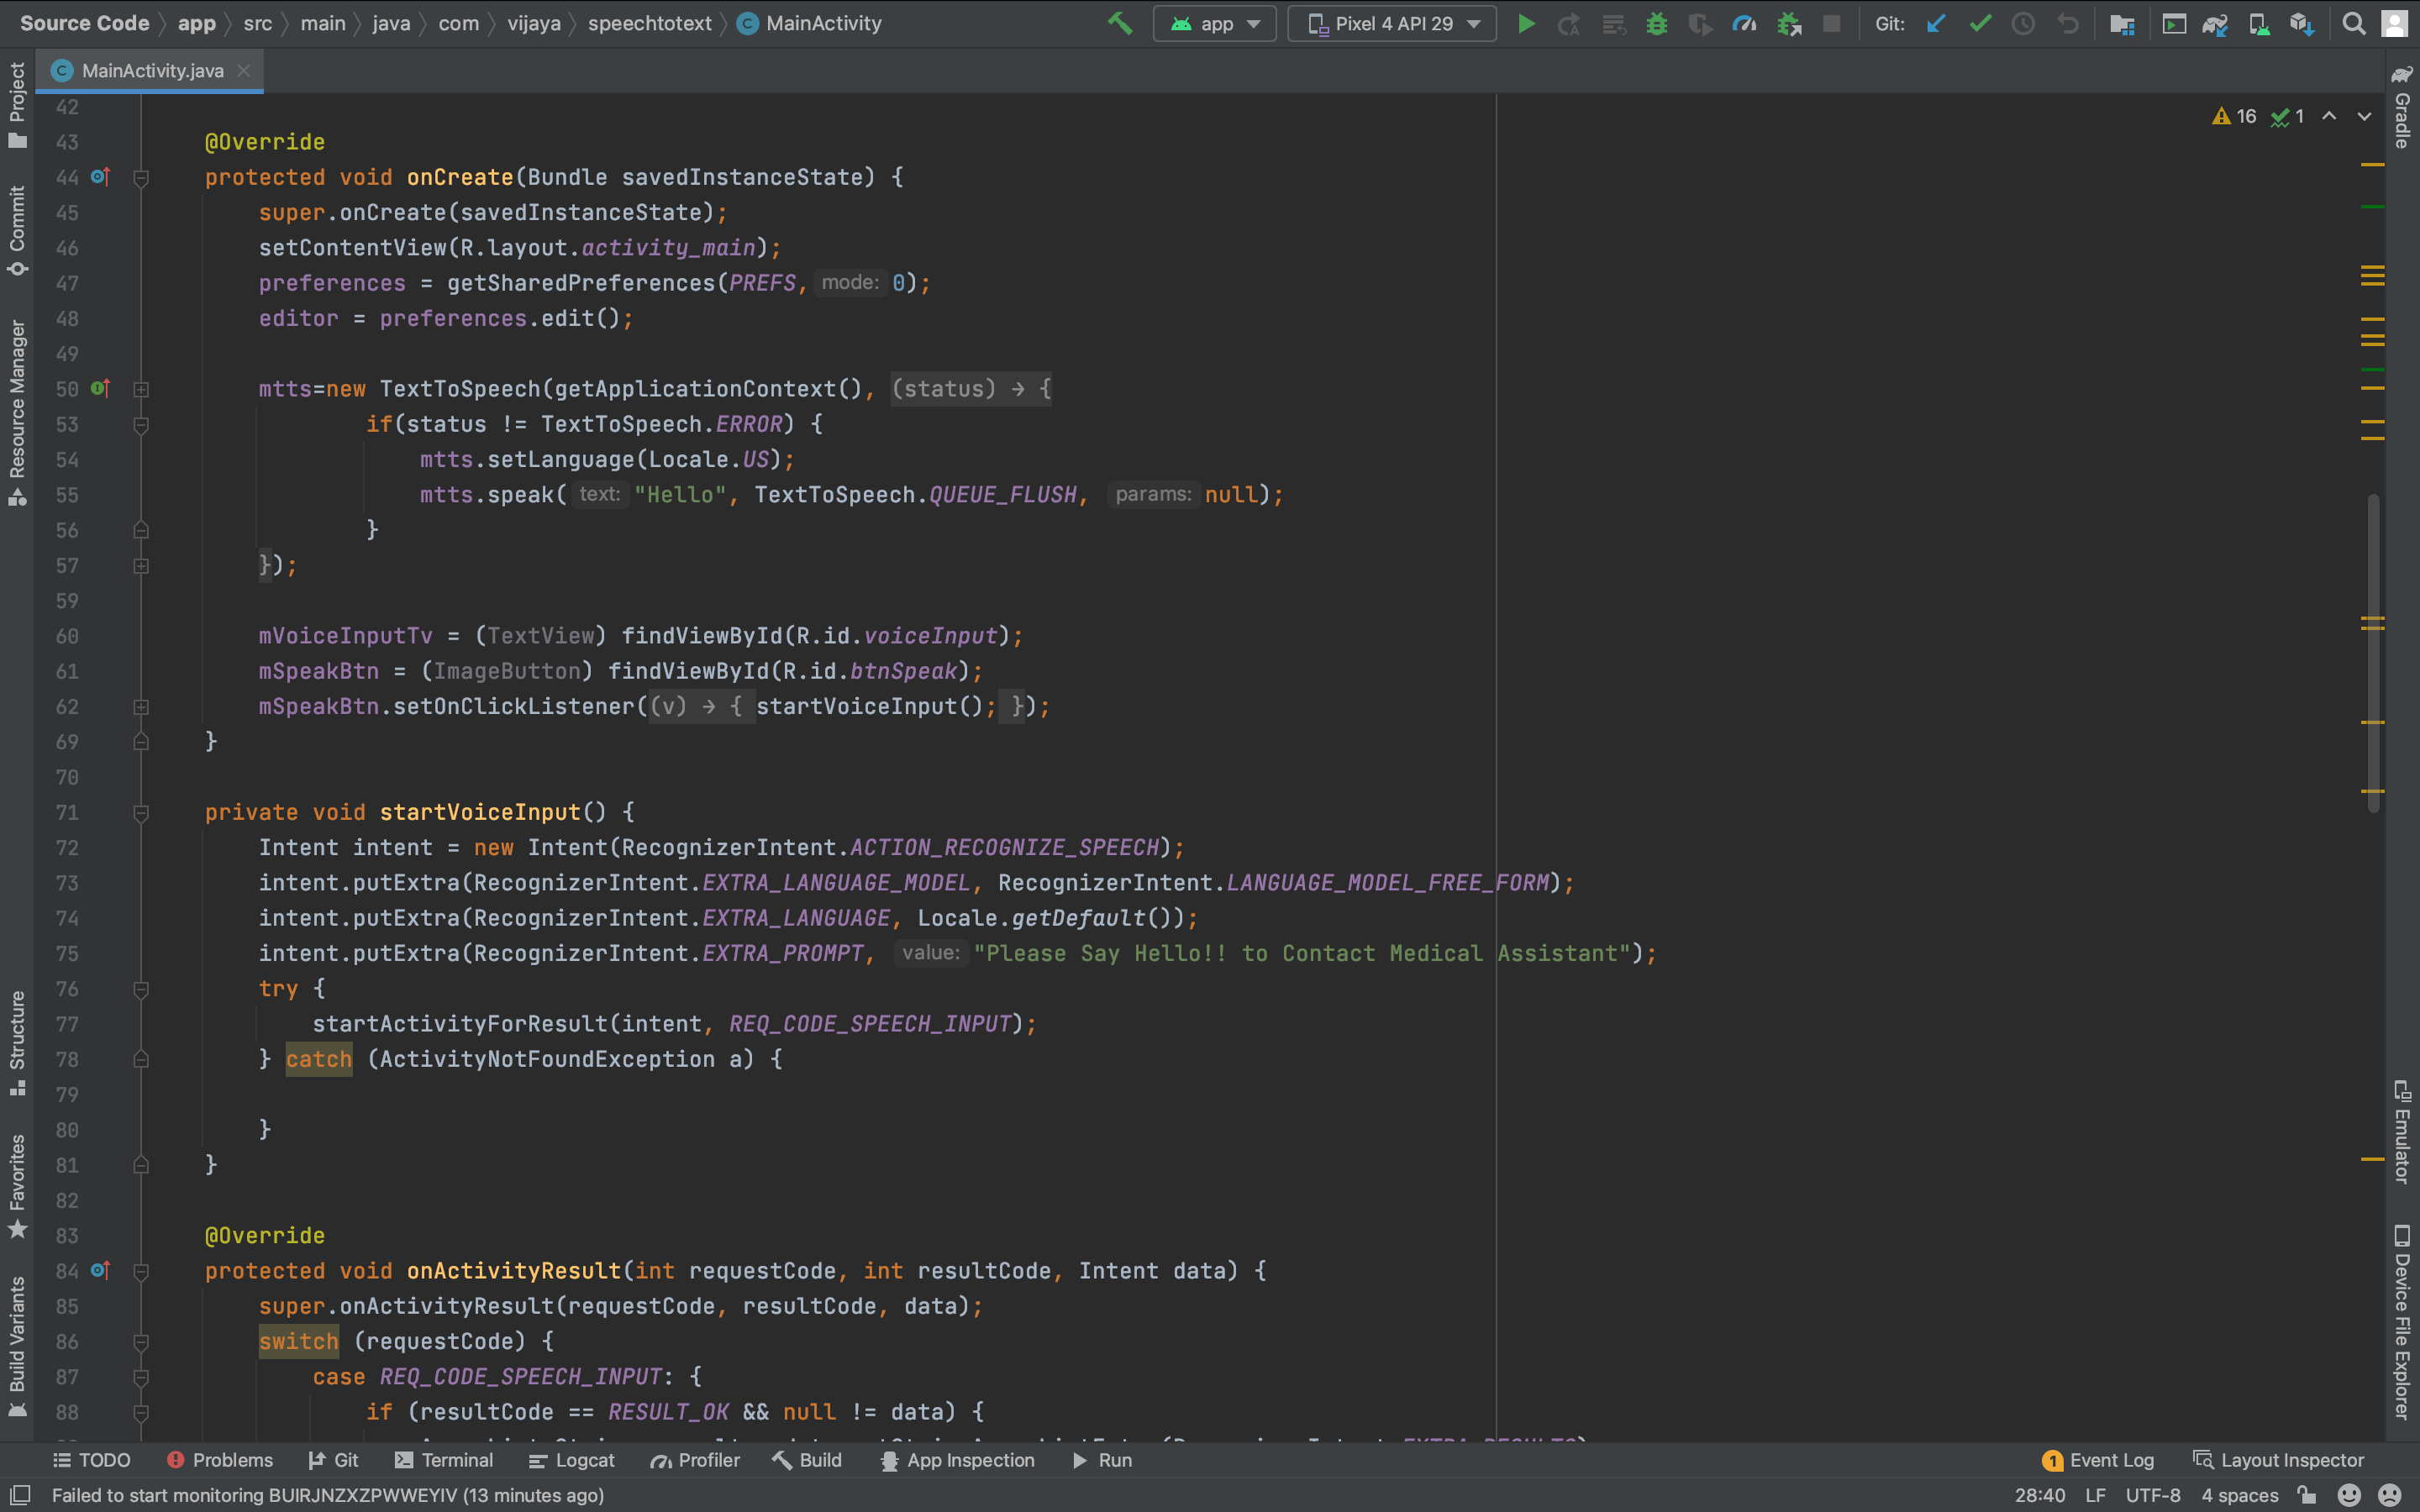 Source Code app src main java com vijaya speechtotext MainActivity app Pixel 4 API 29 Git:
MainActivity.java
16 1
42
43 @Override
44 protected void onCreate(Bundle savedInstanceState) {
45 super.onCreate(savedInstanceState);
46 setContentView(R.layout.activity_main);
47 preferences = getSharedPreferences(PREFS, mode: 0);
48 editor = preferences.edit();
49
50 mtts=new TextToSpeech(getApplicationContext(), (status) → {
53 if(status != TextToSpeech.ERROR) {
54 mtts.setLanguage(Locale.US);
55 mtts.speak( text: "Hello", TextToSpeech.QUEUE_FLUSH, params: null);
56 }
57 });
59
60 mVoiceInputTv = (TextView) findViewById(R.id.voiceInput);
61 mSpeakBtn = (ImageButton) findViewById(R.id.btnSpeak);
62 mSpeakBtn.setOnClickListener((v) → { startVoiceInput(); });
69 }
70
71 private void startVoiceInput() {
72 Intent intent = new Intent(RecognizerIntent.ACTION_RECOGNIZE_SPEECH);
73 intent.putExtra(RecognizerIntent.EXTRA_LANGUAGE_MODEL, RecognizerIntent.LANGUAGE_MODEL_FREE_FORM);
74 intent.putExtra(RecognizerIntent.EXTRA_LANGUAGE, Locale.getDefault());
75 intent.putExtra(RecognizerIntent.EXTRA_PROMPT, value: "Please Say Hello!! to Contact Medical Assistant");
76 try {
77 startActivityForResult(intent, REQ_CODE_SPEECH_INPUT);
78 } catch (ActivityNotFoundException a) {
79
80 }
81 }
82
83 @Override
84 protected void onActivityResult(int requestCode, int resultCode, Intent data) {
85 super.onActivityResult(requestCode, resultCode, data);
86 switch (requestCode) {
87 case REQ_CODE_SPEECH_INPUT: {
88 if (resultCode == RESULT_OK && null != data) {
Project
Commit
Resource Manager
Structure
Favorites
Build Variants
Gradle
Emulator
Device File Explorer
TODO Problems Git Terminal Logcat Profiler Build App Inspection Run 1 Event Log Layout Inspector
Failed to start monitoring BUIRJNZXZPWWEYIV (13 minutes ago) 28:40 LF UTF-8 4 spaces